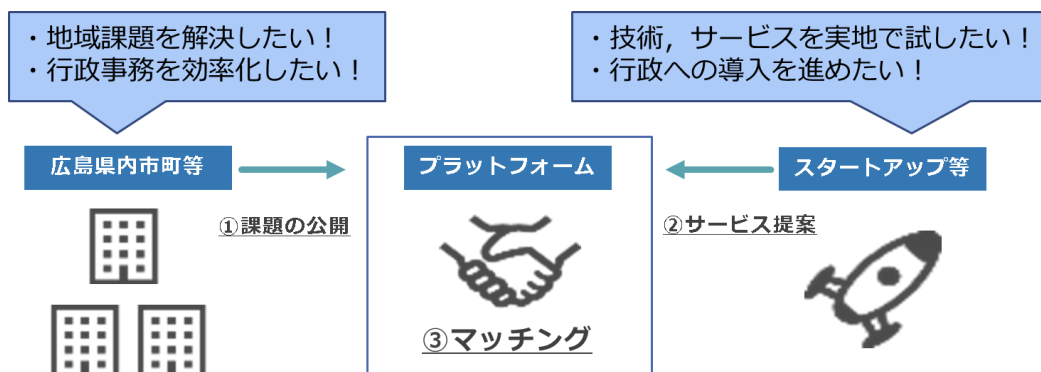 ・地域課題を解決したい！
・行政事務を効率化したい！
・技術，サービスを実地で試したい！
・行政への導入を進めたい！
広島県内市町等
プラットフォーム
スタートアップ等
①課題の公開
②サービス提案
③マッチング